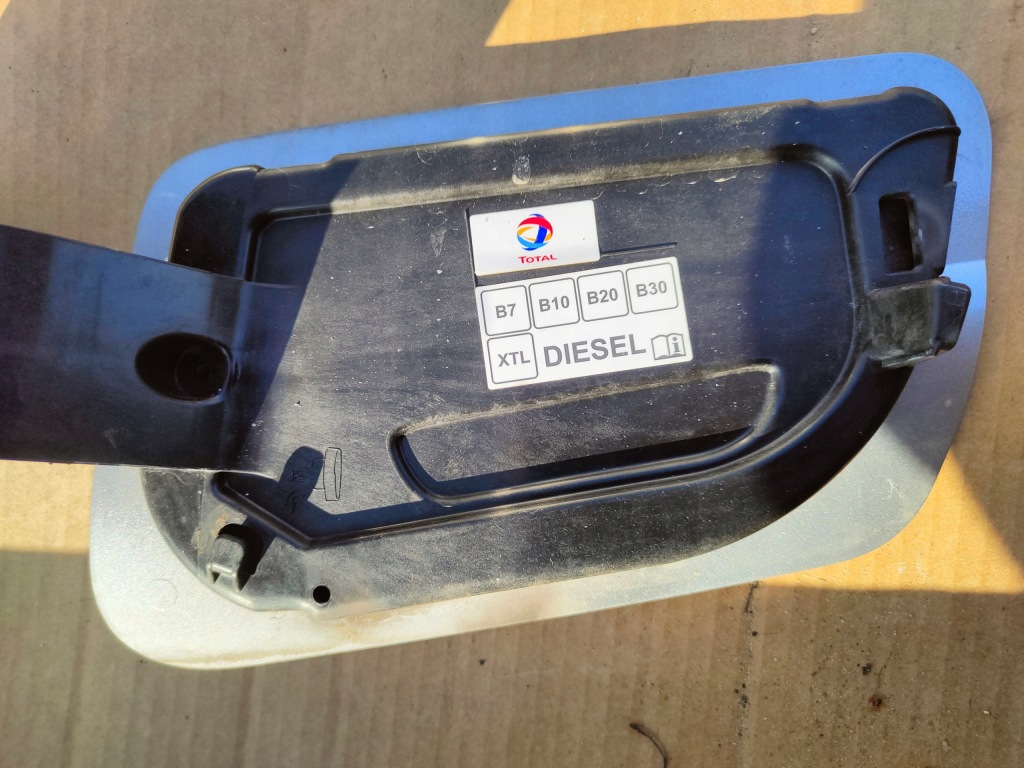 TOTAL
B7 B10 B20 B30
XTL DIESEL i